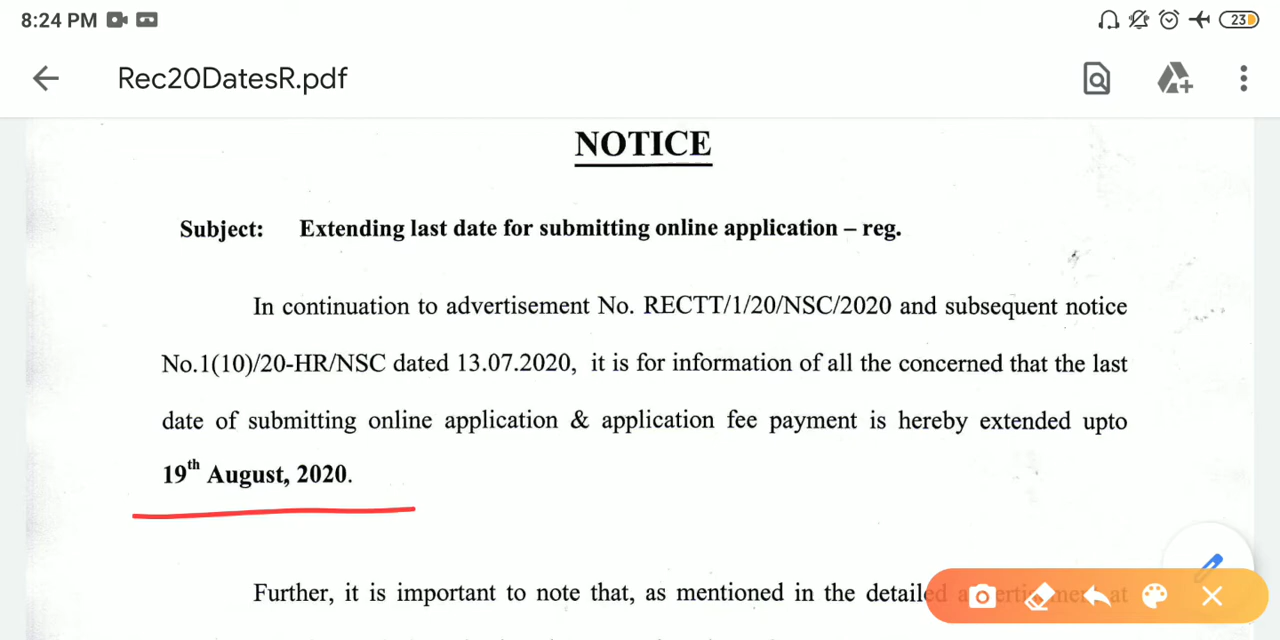 8:24 PM
23
Rec20DatesR.pdf
NOTICE
Subject: Extending last date for submitting online application – reg.
In continuation to advertisement No. RECTT/1/20/NSC/2020 and subsequent notice
No.1(10)/20-HR/NSC dated 13.07.2020, it is for information of all the concerned that the last
date of submitting online application & application fee payment is hereby extended upto
19th August, 2020.
Further, it is important to note that, as mentioned in the detailed advertisement at